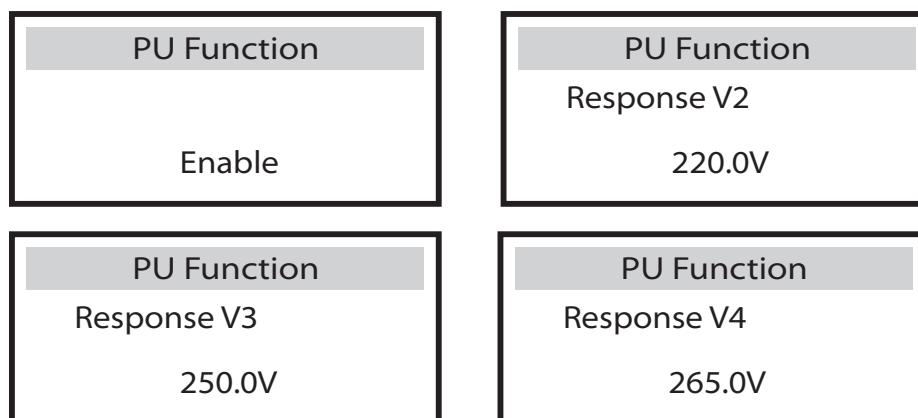 PU Function
Enable
PU Function
Response V2
220.0V
PU Function
Response V3
250.0V
PU Function
Response V4
265.0V